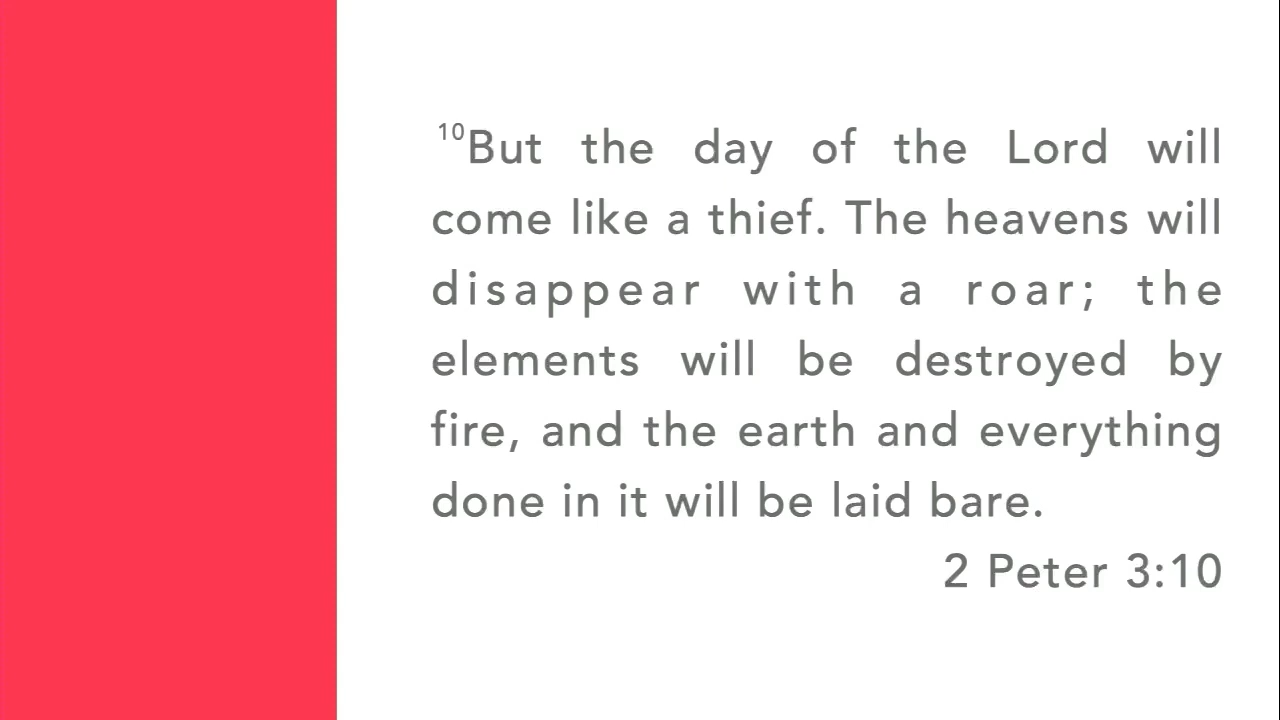 ¹⁰But the day of the Lord will
come like a thief. The heavens will
disappear with a roar; the
elements will be destroyed by
fire, and the earth and everything
done in it will be laid bare.
2 Peter 3:10